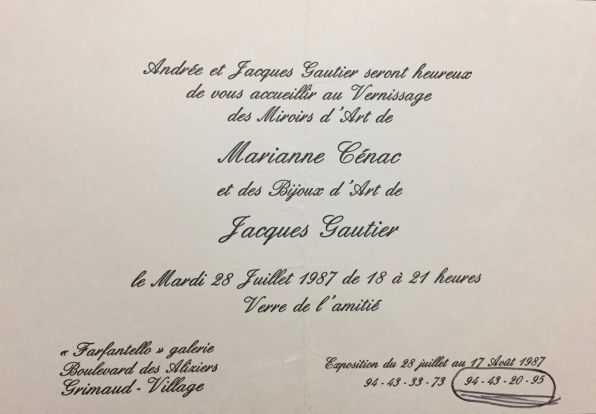 Andrée et Jacques Gautier seront heureux
de vous accueillir au Vernissage
des Miroirs d'Art de
Marianne Cénac
et des Bijoux d'Art de
Jacques Gautier
le Mardi 28 Juillet 1987 de 18 à 21 heures
Verre de l'amitié
« Farfantello » galerie
Boulevard des Aliziers
Grimaud - Village
Exposition du 28 juillet au 17 Août 1987
94 - 43 - 33 - 73 94 - 43 - 20 - 95